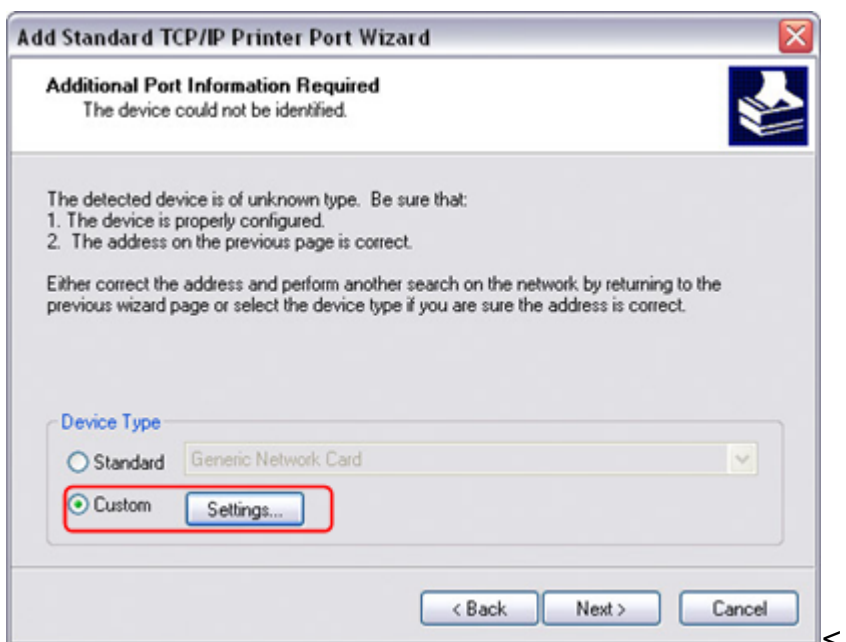 Add Standard TCP/IP Printer Port Wizard
Additional Port Information Required
The device could not be identified.
The detected device is of unknown type.  Be sure that:
1. The device is properly configured.
2.  The address on the previous page is correct.
Either correct the address and perform another search on the network by returning to the
previous wizard page or select the device type if you are sure the address is correct.
Device Type
Standard
Generic Network Card
Custom
Settings...
< Back
Next >
Cancel
<